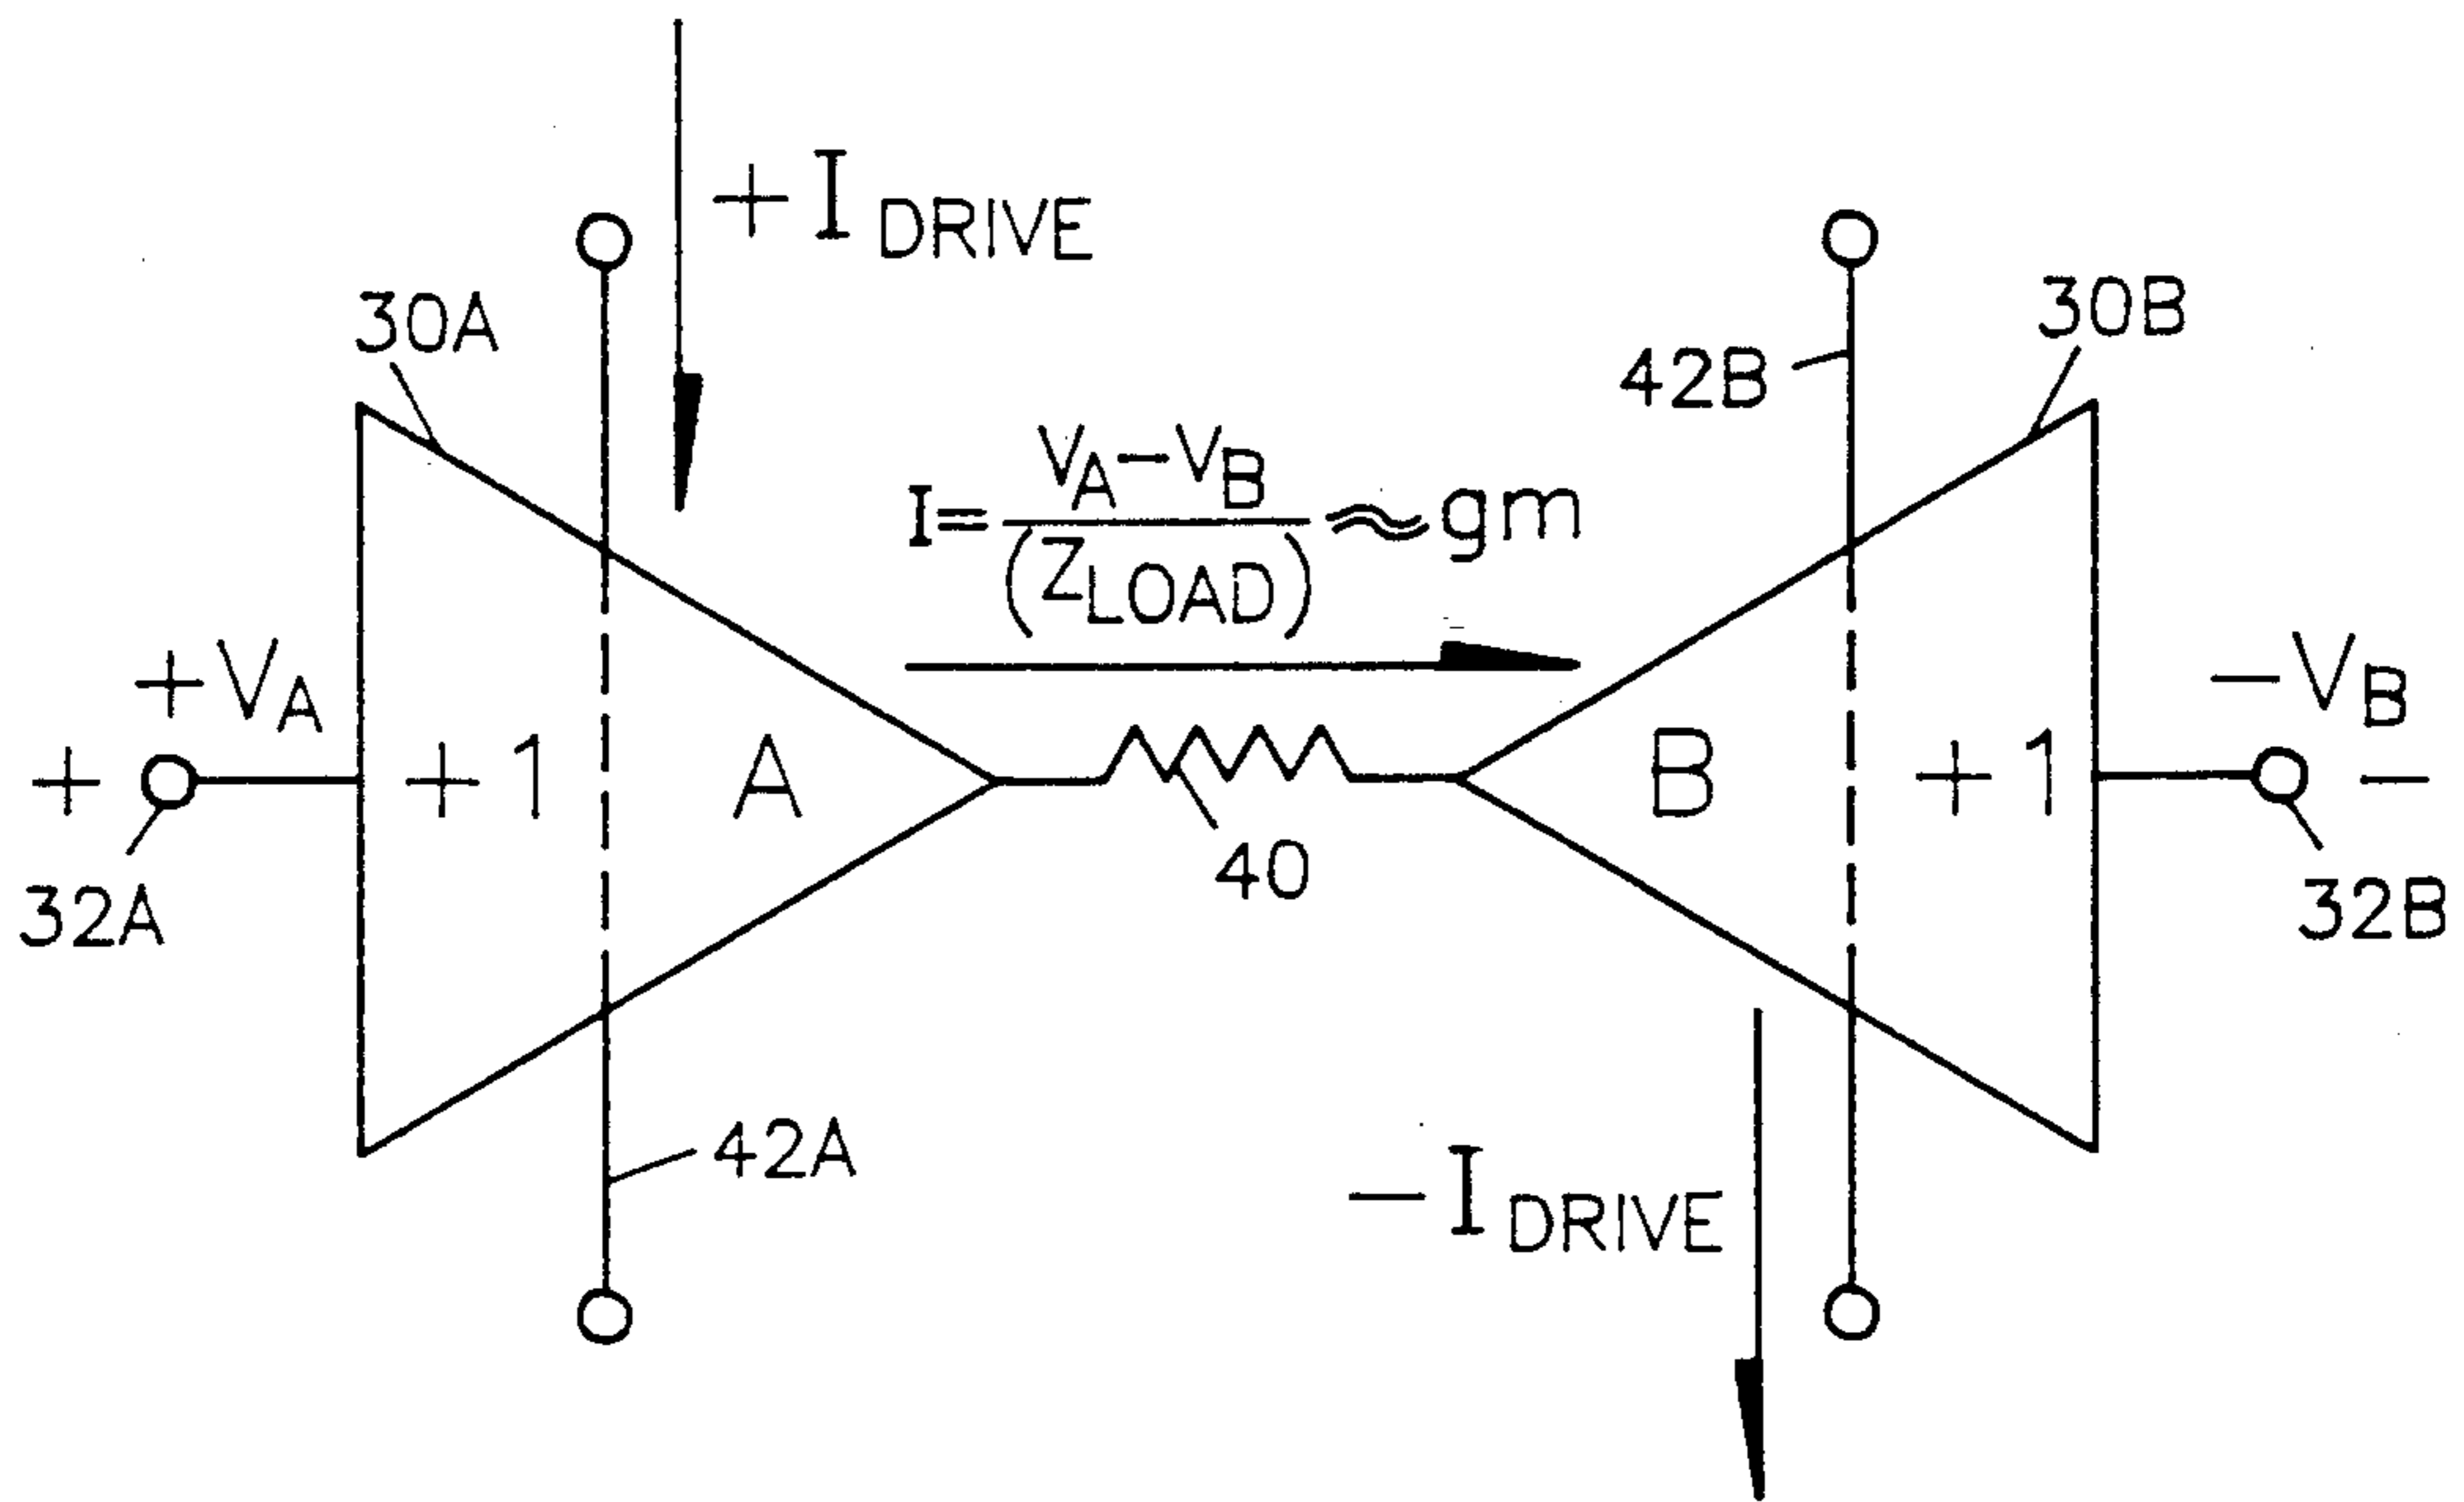 + I DRIVE
30A
30B
42B
I = (V_A − V_B) / (Z_LOAD) ≈ gm
+V_A
−V_B
+
+1
A
B
+1
−
40
32A
32B
42A
−I DRIVE